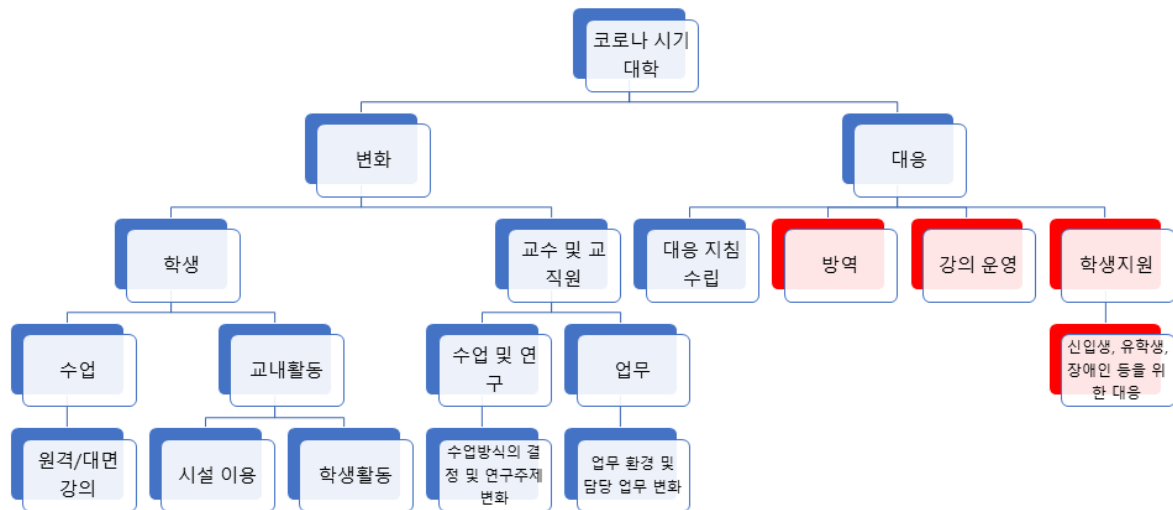 코로나 시기
대학
변화
대응
학생
교수 및 교
직원
대응 지침
수립
방역
강의 운영
학생지원
수업
교내활동
수업 및 연
구
업무
신입생, 유학생,
장애인 등을 위
한 대응
원격/대면
강의
시설 이용
학생활동
수업방식의 결
정 및 연구주제
변화
업무 환경 및
담당 업무 변화